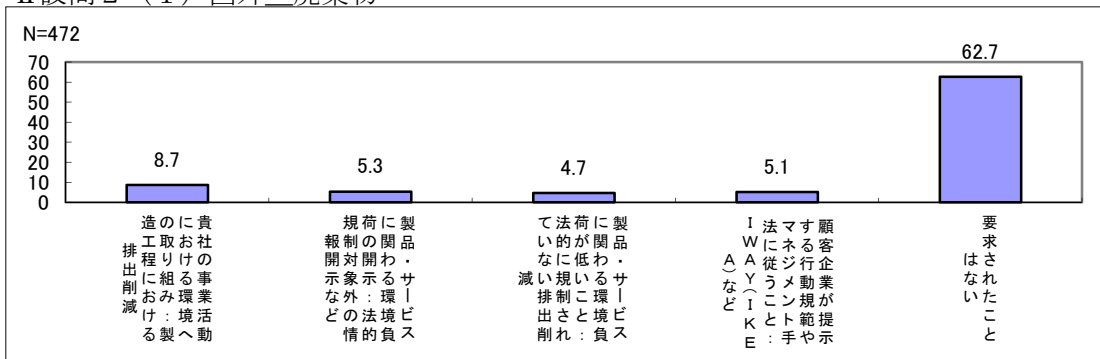 N=472
70
60
50
40
30
20
10
0
8.7
5.3
4.7
5.1
62.7
貴社の事業活動
における環境へ
の取り組み：製
造工程における
排出削減
製品・サービス
に関わる環境負
荷の開示：法的
規制対象外の情
報開示など
製品・サービス
に関わる環境負
荷が低いこと：
法的に規制され
ていない排出削
減
顧客企業が提示
する行動規範や
マネジメント手
法に従うこと：
ＩＷＡＹ（ＩＫＥ
Ａ）など
要求されたこと
はない